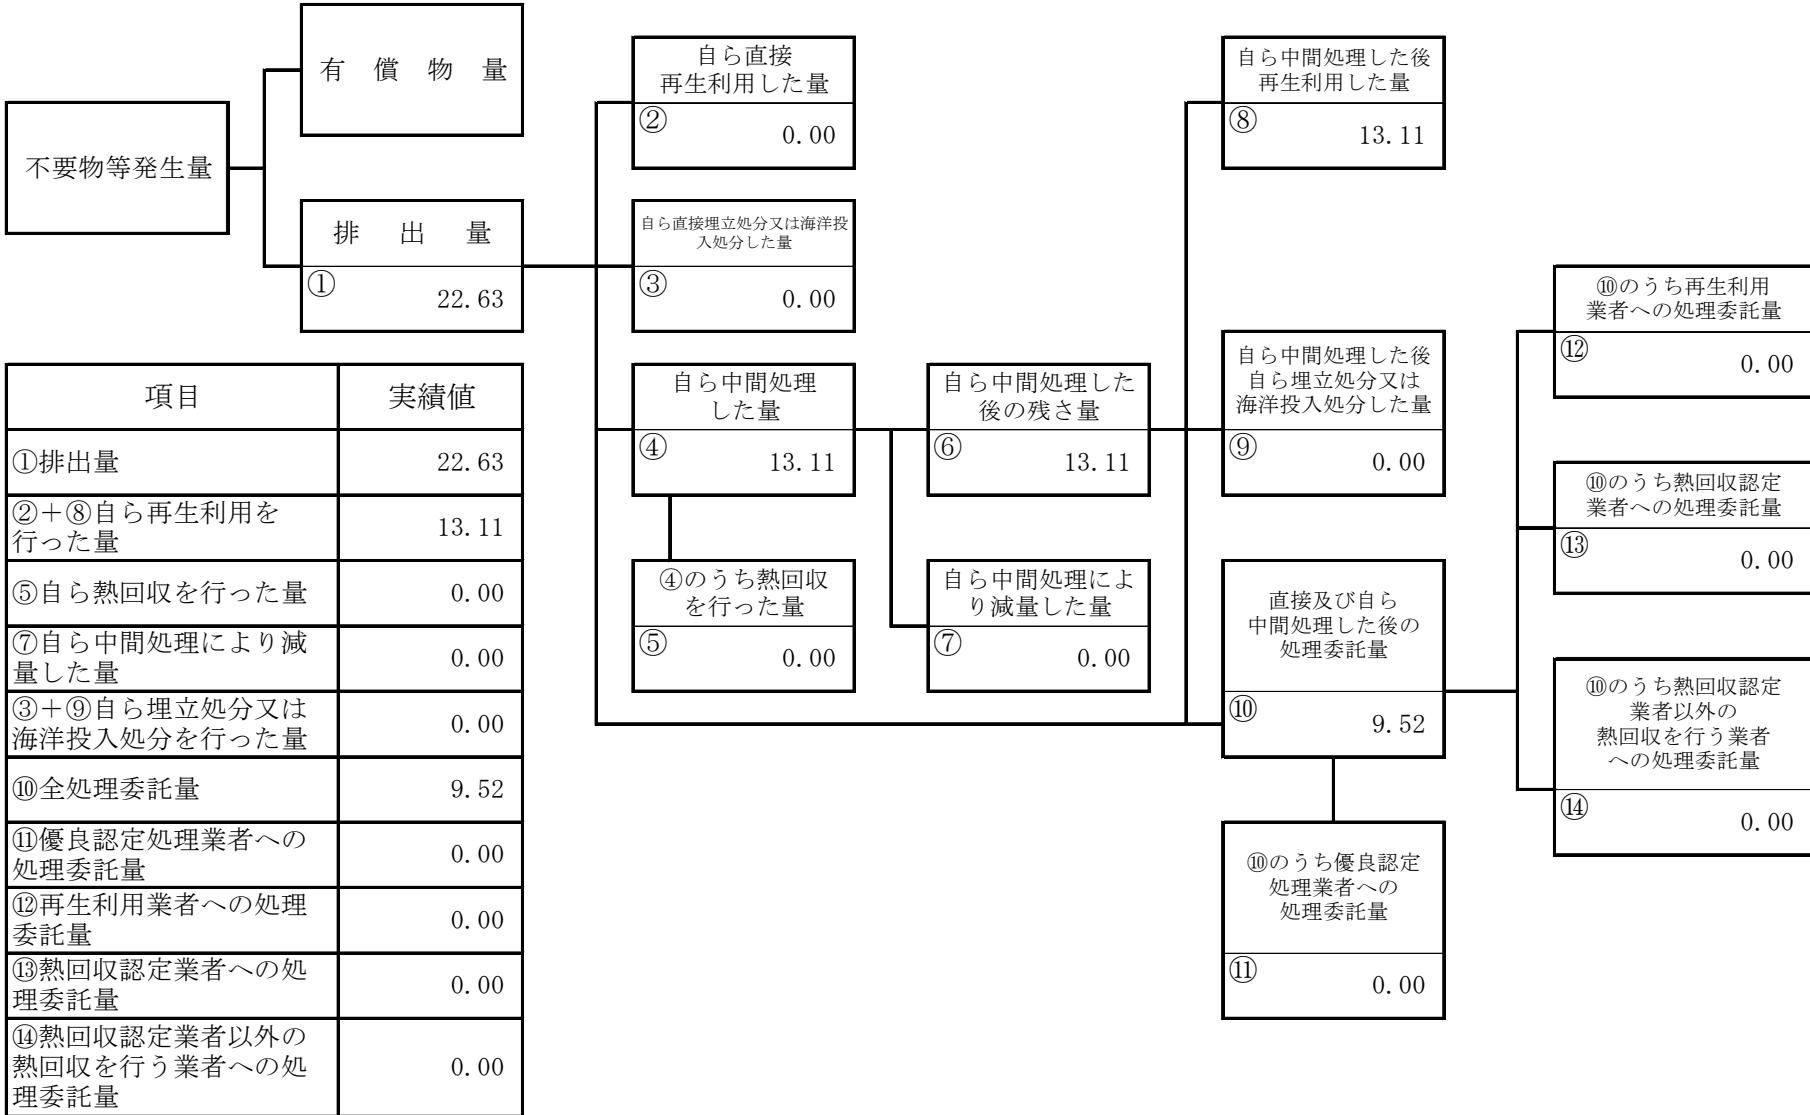 有償物量
不要物等発生量
排出量
①
22.63
自ら直接
再生利用した量
②
0.00
自ら直接埋立処分又は海洋投
入処分した量
③
0.00
自ら中間処理
した量
④
13.11
④のうち熱回収
を行った量
⑤
0.00
自ら中間処理した
後の残さ量
⑥
13.11
自ら中間処理によ
り減量した量
⑦
0.00
自ら中間処理した後
再生利用した量
⑧
13.11
自ら中間処理した後
自ら埋立処分又は
海洋投入処分した量
⑨
0.00
直接及び自ら
中間処理した後の
処理委託量
⑩
9.52
⑩のうち優良認定
処理業者への
処理委託量
⑪
0.00
⑩のうち再生利用
業者への処理委託量
⑫
0.00
⑩のうち熱回収認定
業者への処理委託量
⑬
0.00
⑩のうち熱回収認定
業者以外の
熱回収を行う業者
への処理委託量
⑭
0.00
項目 実績値
①排出量 22.63
②+⑧自ら再生利用を
行った量 13.11
⑤自ら熱回収を行った量 0.00
⑦自ら中間処理により減
量した量 0.00
③+⑨自ら埋立処分又は
海洋投入処分を行った量 0.00
⑩全処理委託量 9.52
⑪優良認定処理業者への
処理委託量 0.00
⑫再生利用業者への処理
委託量 0.00
⑬熱回収認定業者への処
理委託量 0.00
⑭熱回収認定業者以外の
熱回収を行う業者への処 0.00
理委託量